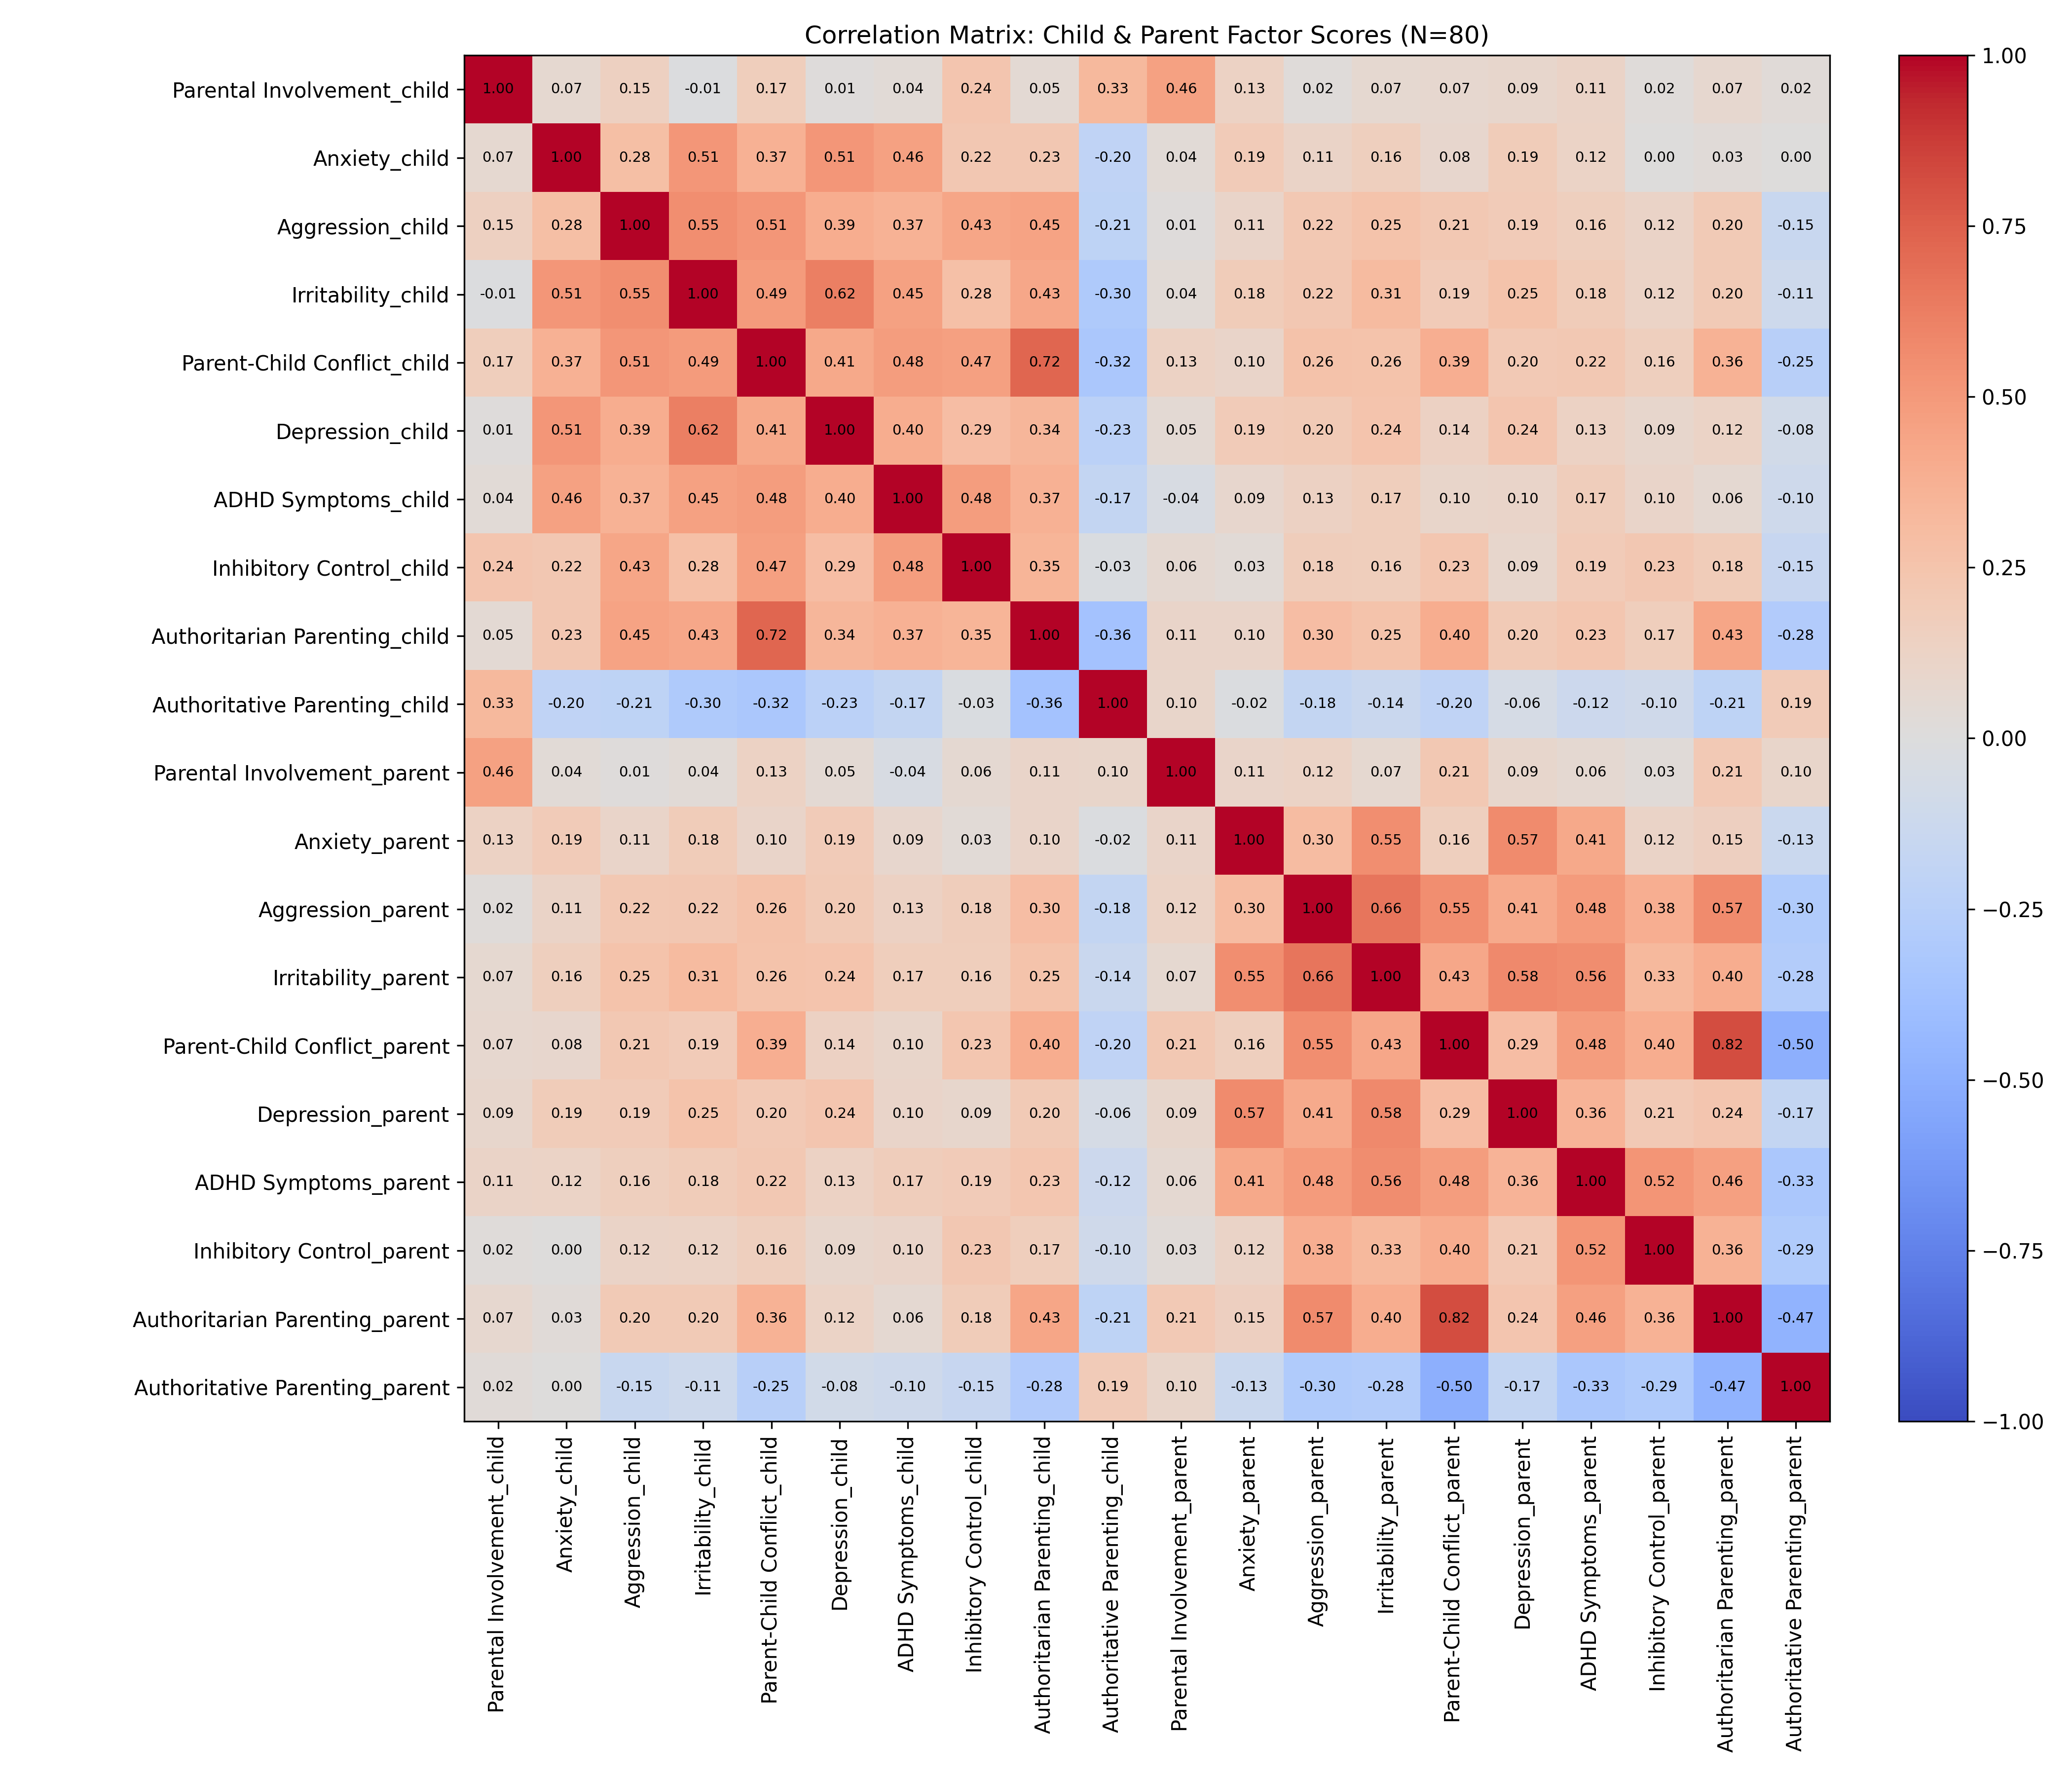 Correlation Matrix: Child & Parent Factor Scores (N=80)
Parental Involvement_child 1.00 0.07 0.15 -0.01 0.17 0.01 0.04 0.24 0.05 0.33 0.46 0.13 0.02 0.07 0.07 0.09 0.11 0.02 0.07 0.02
Anxiety_child 0.07 1.00 0.28 0.51 0.37 0.51 0.46 0.22 0.23 -0.20 0.04 0.19 0.11 0.16 0.08 0.19 0.12 0.00 0.03 0.00
Aggression_child 0.15 0.28 1.00 0.55 0.51 0.39 0.37 0.43 0.45 -0.21 0.01 0.11 0.22 0.25 0.21 0.19 0.16 0.12 0.20 -0.15
Irritability_child -0.01 0.51 0.55 1.00 0.49 0.62 0.45 0.28 0.43 -0.30 0.04 0.18 0.22 0.31 0.19 0.25 0.18 0.12 0.20 -0.11
Parent-Child Conflict_child 0.17 0.37 0.51 0.49 1.00 0.41 0.48 0.47 0.72 -0.32 0.13 0.10 0.26 0.26 0.39 0.20 0.22 0.16 0.36 -0.25
Depression_child 0.01 0.51 0.39 0.62 0.41 1.00 0.40 0.29 0.34 -0.23 0.05 0.19 0.20 0.24 0.14 0.24 0.13 0.09 0.12 -0.08
ADHD Symptoms_child 0.04 0.46 0.37 0.45 0.48 0.40 1.00 0.48 0.37 -0.17 -0.04 0.09 0.13 0.17 0.10 0.10 0.17 0.10 0.06 -0.10
Inhibitory Control_child 0.24 0.22 0.43 0.28 0.47 0.29 0.48 1.00 0.35 -0.03 0.06 0.03 0.18 0.16 0.23 0.09 0.19 0.23 0.18 -0.15
Authoritarian Parenting_child 0.05 0.23 0.45 0.43 0.72 0.34 0.37 0.35 1.00 -0.36 0.11 0.10 0.30 0.25 0.40 0.20 0.23 0.17 0.43 -0.28
Authoritative Parenting_child 0.33 -0.20 -0.21 -0.30 -0.32 -0.23 -0.17 -0.03 -0.36 1.00 0.10 -0.02 -0.18 -0.14 -0.20 -0.06 -0.12 -0.10 -0.21 0.19
Parental Involvement_parent 0.46 0.04 0.01 0.04 0.13 0.05 -0.04 0.06 0.11 0.10 1.00 0.11 0.12 0.07 0.21 0.09 0.06 0.03 0.21 0.10
Anxiety_parent 0.13 0.19 0.11 0.18 0.10 0.19 0.09 0.03 0.10 -0.02 0.11 1.00 0.30 0.55 0.16 0.57 0.41 0.12 0.15 -0.13
Aggression_parent 0.02 0.11 0.22 0.22 0.26 0.20 0.13 0.18 0.30 -0.18 0.12 0.30 1.00 0.66 0.55 0.41 0.48 0.38 0.57 -0.30
Irritability_parent 0.07 0.16 0.25 0.31 0.26 0.24 0.17 0.16 0.25 -0.14 0.07 0.55 0.66 1.00 0.43 0.58 0.56 0.33 0.40 -0.28
Parent-Child Conflict_parent 0.07 0.08 0.21 0.19 0.39 0.14 0.10 0.23 0.40 -0.20 0.21 0.16 0.55 0.43 1.00 0.29 0.48 0.40 0.82 -0.50
Depression_parent 0.09 0.19 0.19 0.25 0.20 0.24 0.10 0.09 0.20 -0.06 0.09 0.57 0.41 0.58 0.29 1.00 0.36 0.21 0.24 -0.17
ADHD Symptoms_parent 0.11 0.12 0.16 0.18 0.22 0.13 0.17 0.19 0.23 -0.12 0.06 0.41 0.48 0.56 0.48 0.36 1.00 0.52 0.46 -0.33
Inhibitory Control_parent 0.02 0.00 0.12 0.12 0.16 0.09 0.10 0.23 0.17 -0.10 0.03 0.12 0.38 0.33 0.40 0.21 0.52 1.00 0.36 -0.29
Authoritarian Parenting_parent 0.07 0.03 0.20 0.20 0.36 0.12 0.06 0.18 0.43 -0.21 0.21 0.15 0.57 0.40 0.82 0.24 0.46 0.36 1.00 -0.47
Authoritative Parenting_parent 0.02 0.00 -0.15 -0.11 -0.25 -0.08 -0.10 -0.15 -0.28 0.19 0.10 -0.13 -0.30 -0.28 -0.50 -0.17 -0.33 -0.29 -0.47 1.00
Parental Involvement_child
Anxiety_child
Aggression_child
Irritability_child
Parent-Child Conflict_child
Depression_child
ADHD Symptoms_child
Inhibitory Control_child
Authoritarian Parenting_child
Authoritative Parenting_child
Parental Involvement_parent
Anxiety_parent
Aggression_parent
Irritability_parent
Parent-Child Conflict_parent
Depression_parent
ADHD Symptoms_parent
Inhibitory Control_parent
Authoritarian Parenting_parent
Authoritative Parenting_parent
1.00
0.75
0.50
0.25
0.00
−0.25
−0.50
−0.75
−1.00